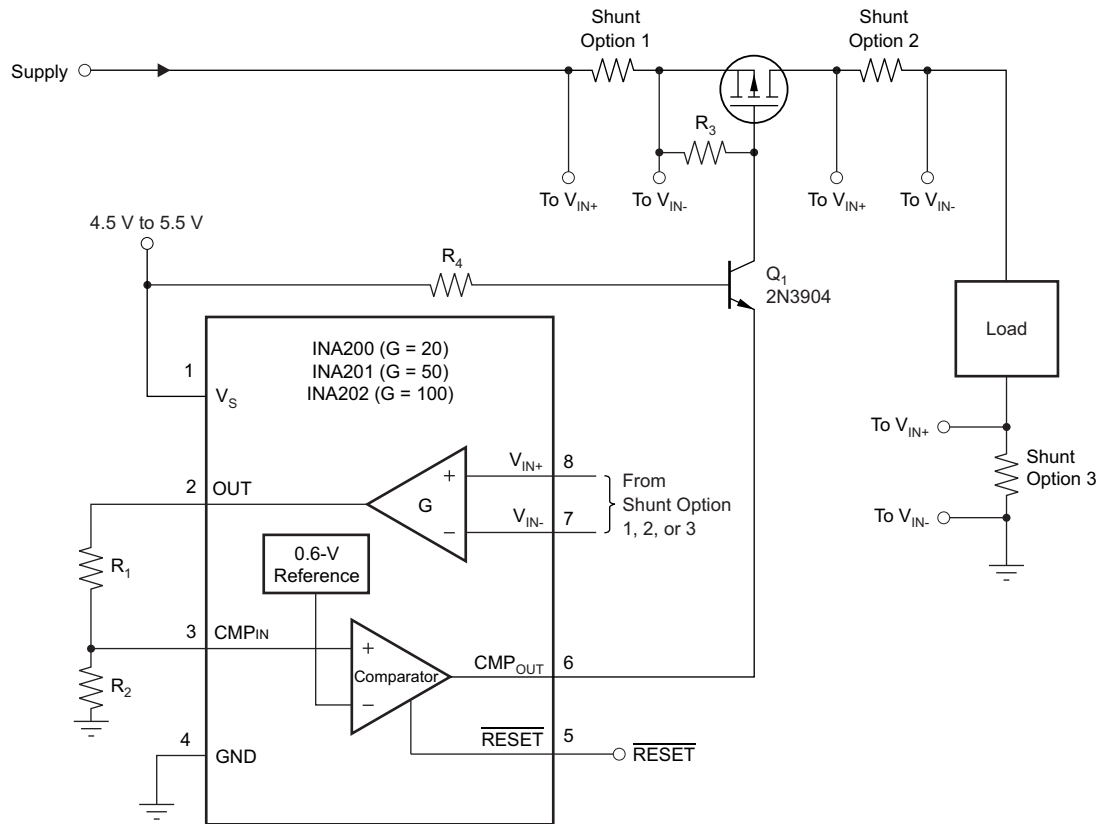 Shunt
Option 1
Shunt
Option 2
Supply
R3
To VIN+
To VIN-
To VIN+
To VIN-
4.5 V to 5.5 V
R4
Q1
2N3904
Load
INA200 (G = 20)
INA201 (G = 50)
INA202 (G = 100)
1
VS
To VIN+
Shunt
Option 3
To VIN-
2
OUT
G
+
−
VIN+
8
VIN-
7
From
Shunt Option
1, 2, or 3
0.6-V
Reference
R1
3
CMPIN
+
Comparator
−
CMPOUT
6
R2
RESET
5
RESET
4
GND